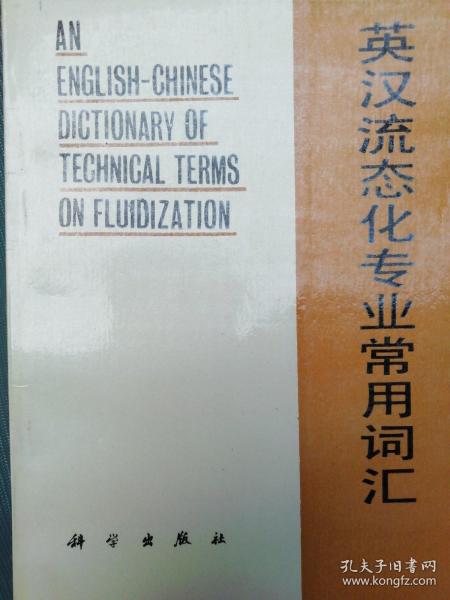 AN
ENGLISH-CHINESE
DICTIONARY OF
TECHNICAL TERMS
ON FLUIDIZATION
英汉流态化专业常用词汇
科学出版社
孔夫子旧书网
www.kongfz.com